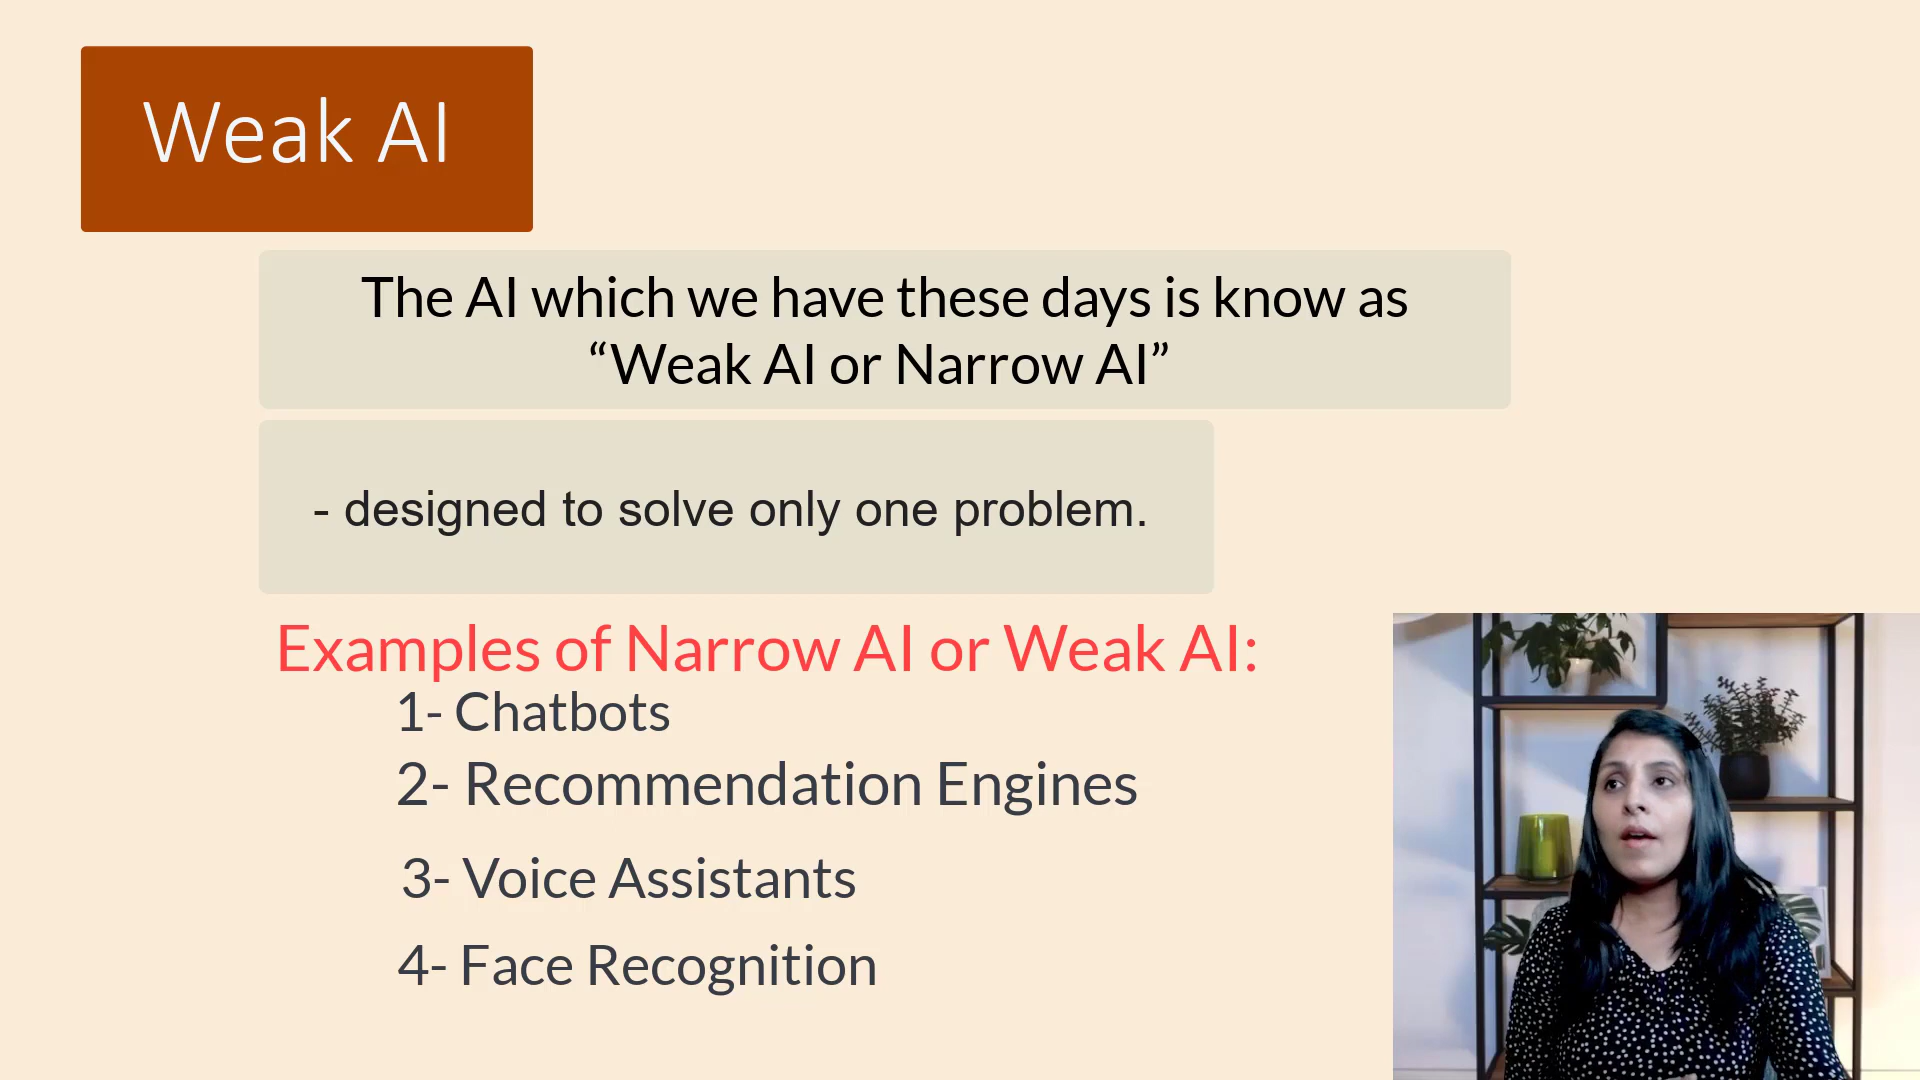 Weak AI
The AI which we have these days is know as
“Weak AI or Narrow AI”
- designed to solve only one problem.
Examples of Narrow AI or Weak AI:
1- Chatbots
2- Recommendation Engines
3- Voice Assistants
4- Face Recognition